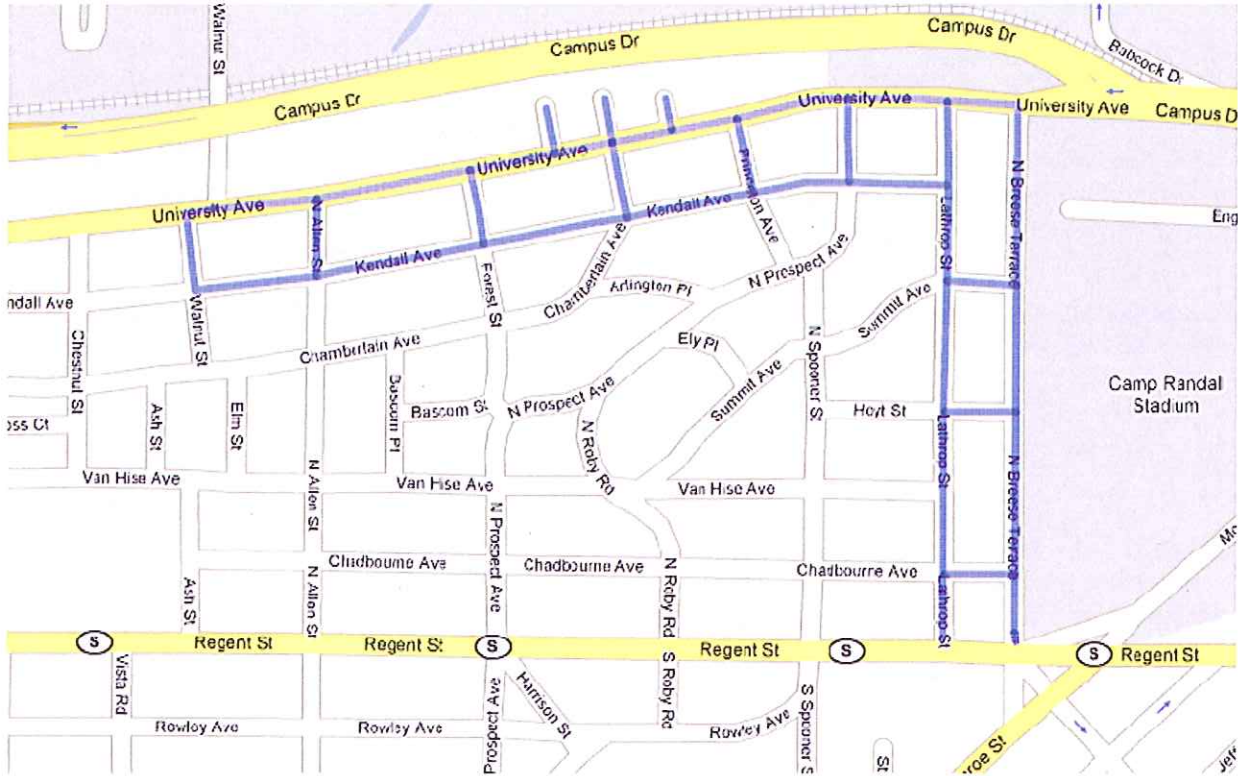 Walnut St
Campus Dr
Campus Dr
Campus Dr
Babcock Dr
University Ave
University Ave
Campus D
University Ave
University Ave
N Allen St
Kendall Ave
Kendall Ave
Princeton Ave
Lathrop St
N Breese Terrace
Eng
ndall Ave
Walnut St
Forest St
Chamberlain Ave
Arlington Pl
N Prospect Ave
Summit Ave
Chestnut St
Chamberlain Ave
Ely Pl
N Spooner St
Camp Randall
Stadium
oss Ct
Ash St
Elm St
Bascom Pl
Bascom St
N Prospect Ave
Summit Ave
Hoyt St
N Roby Rd
Lathrop St
N Breese Terrace
Van Hise Ave
N Allen St
Van Hise Ave
Van Hise Ave
N Prospect Ave
Chadbourne Ave
Chadbourne Ave
Chadbourne Ave
Mo
Ash St
N Allen St
N Roby Rd
Lathrop St
S
Regent St
Regent St
S
Regent St
S
S
Regent St
Vista Rd
Prospect Ave
Harrison St
S Roby Rd
S Spooner S
Rowley Ave
Rowley Ave
Rowley Ave
St
roe St
Jeff